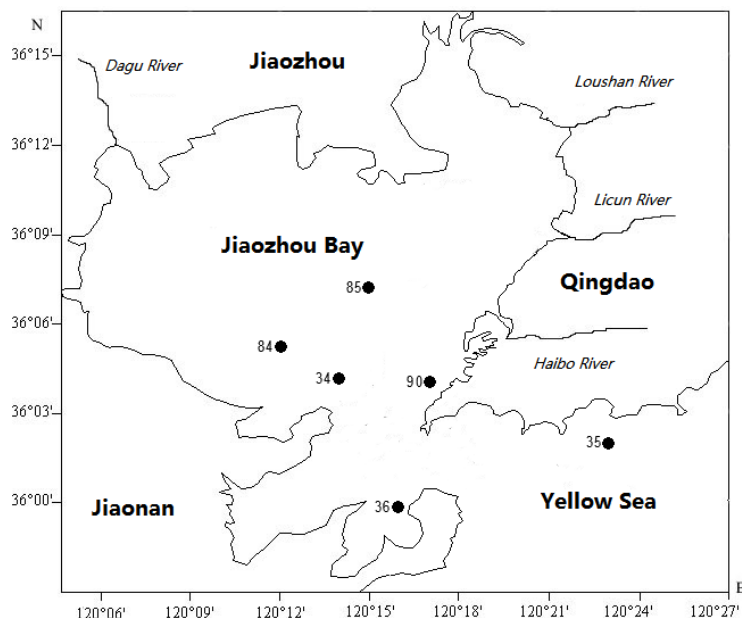 N
36°15'
Dagu River
Jiaozhou
Loushan River
36°12'
Licun River
36°09'
Jiaozhou Bay
Qingdao
85
36°06'
84
34
90
Haibo River
36°03'
35
36°00'
Jiaonan
36
Yellow Sea
E
120°06'
120°09'
120°12'
120°15'
120°18'
120°21'
120°24'
120°27'